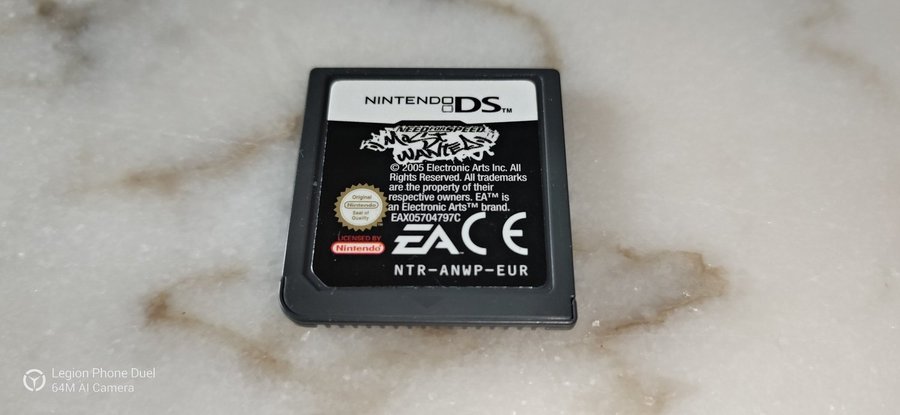 NINTENDO DS™
NEED FOR SPEED
MOST
WANTED
© 2005 Electronic Arts Inc. All
Rights Reserved. All trademarks
are the property of their
respective owners. EA™ is
an Electronic Arts™ brand.
EAX05704797C
Original
Nintendo
Seal of
Quality
LICENSED BY
Nintendo
EA CE
NTR-ANWP-EUR
Legion Phone Duel
64M AI Camera